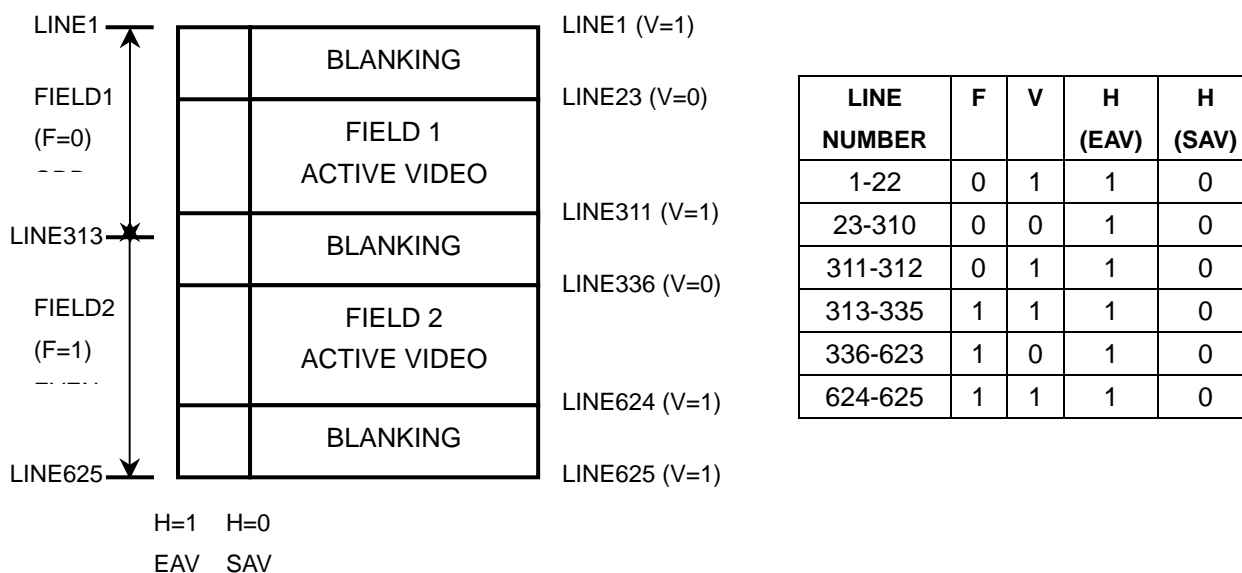 LINE1
FIELD1
(F=0)
LINE313
FIELD2
(F=1)
LINE625
BLANKING
FIELD 1
ACTIVE VIDEO
BLANKING
FIELD 2
ACTIVE VIDEO
BLANKING
H=1 H=0
EAV SAV
LINE1 (V=1)
LINE23 (V=0)
LINE311 (V=1)
LINE336 (V=0)
LINE624 (V=1)
LINE625 (V=1)
LINE NUMBER F V H (EAV) H (SAV)
1-22 0 1 1 0
23-310 0 0 1 0
311-312 0 1 1 0
313-335 1 1 1 0
336-623 1 0 1 0
624-625 1 1 1 0